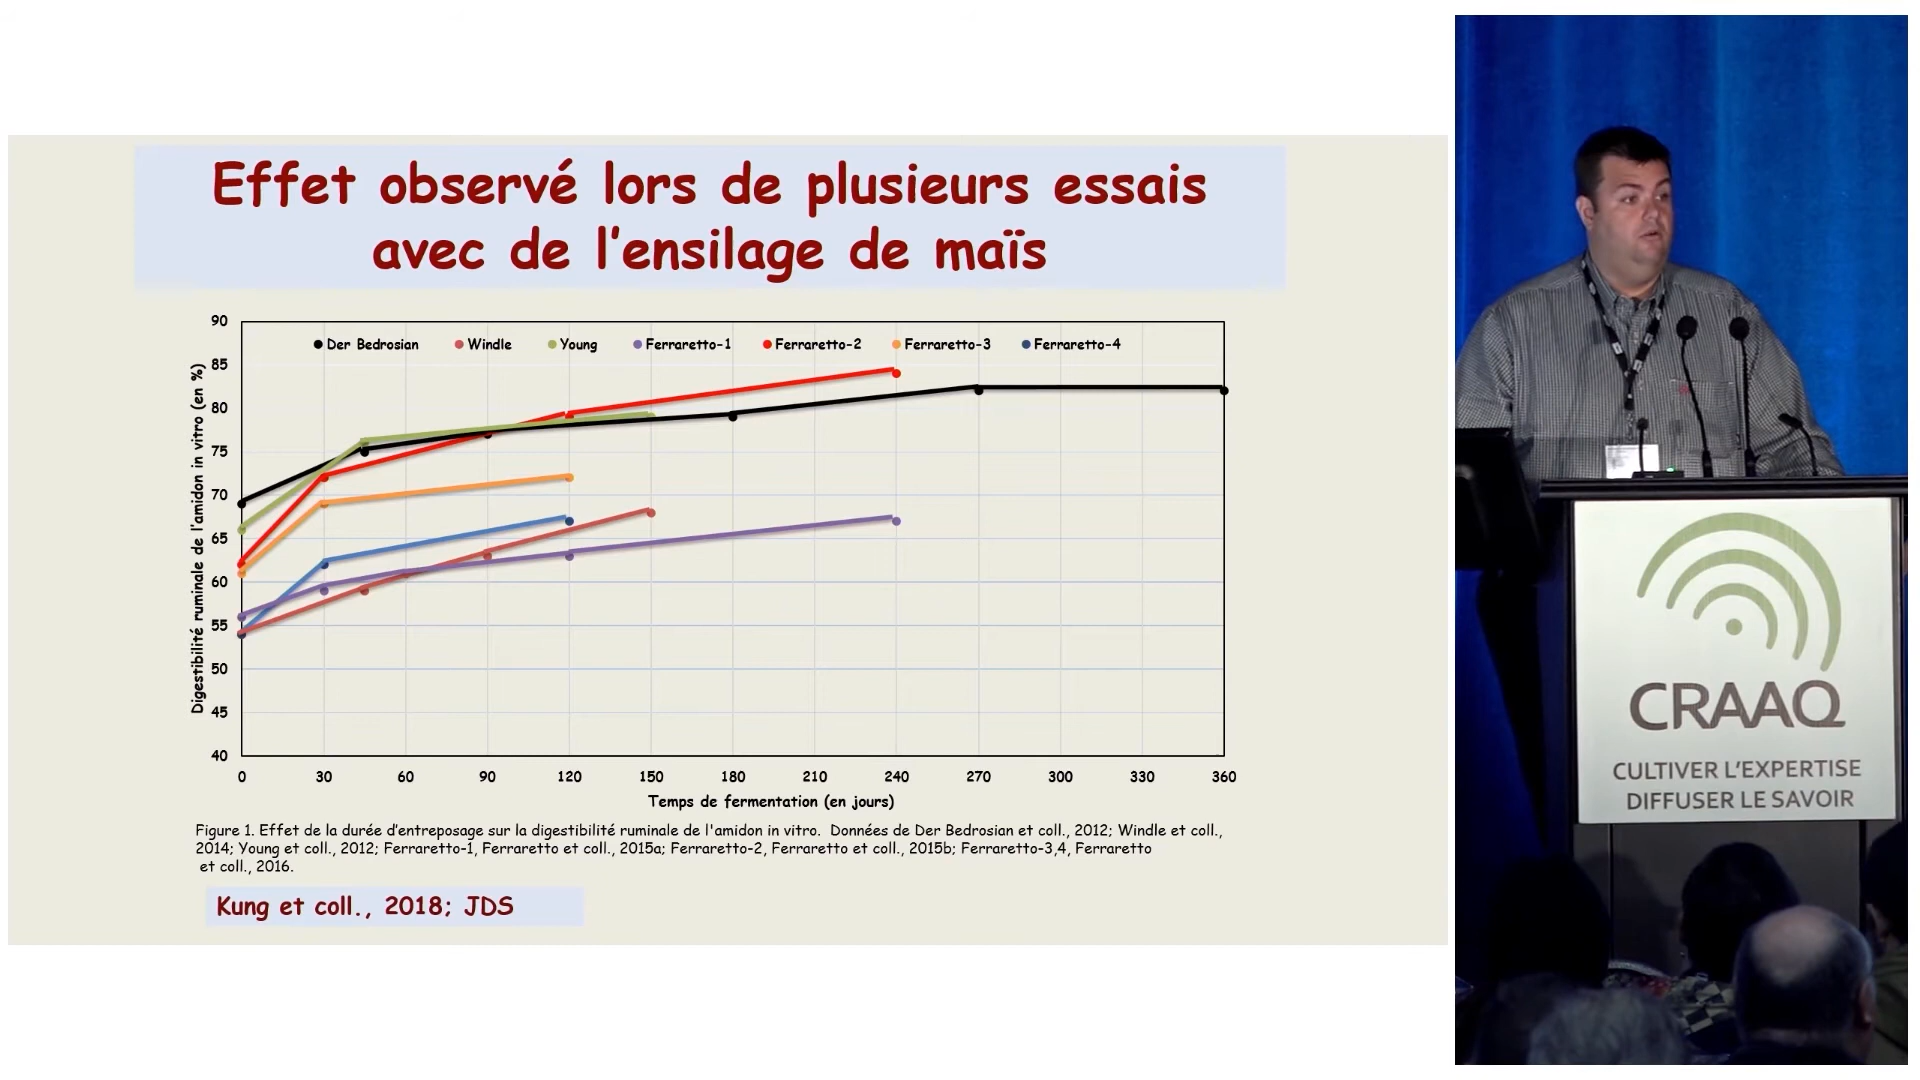 Effet observé lors de plusieurs essais
avec de l'ensilage de maïs
Digestibilité ruminale de l'amidon in vitro (en %)
90
85
80
75
70
65
60
55
50
45
40
Der Bedrosian
Windle
Young
Ferraretto-1
Ferraretto-2
Ferraretto-3
Ferraretto-4
0 30 60 90 120 150 180 210 240 270 300 330 360
Temps de fermentation (en jours)
Figure 1. Effet de la durée d'entreposage sur la digestibilité ruminale de l'amidon in vitro. Données de Der Bedrosian et coll., 2012; Windle et coll.,
2014; Young et coll., 2012; Ferraretto-1, Ferraretto et coll., 2015a; Ferraretto-2, Ferraretto et coll., 2015b; Ferraretto-3,4, Ferraretto
et coll., 2016.
Kung et coll., 2018; JDS
CRAAQ
CULTIVER L'EXPERTISE
DIFFUSER LE SAVOIR